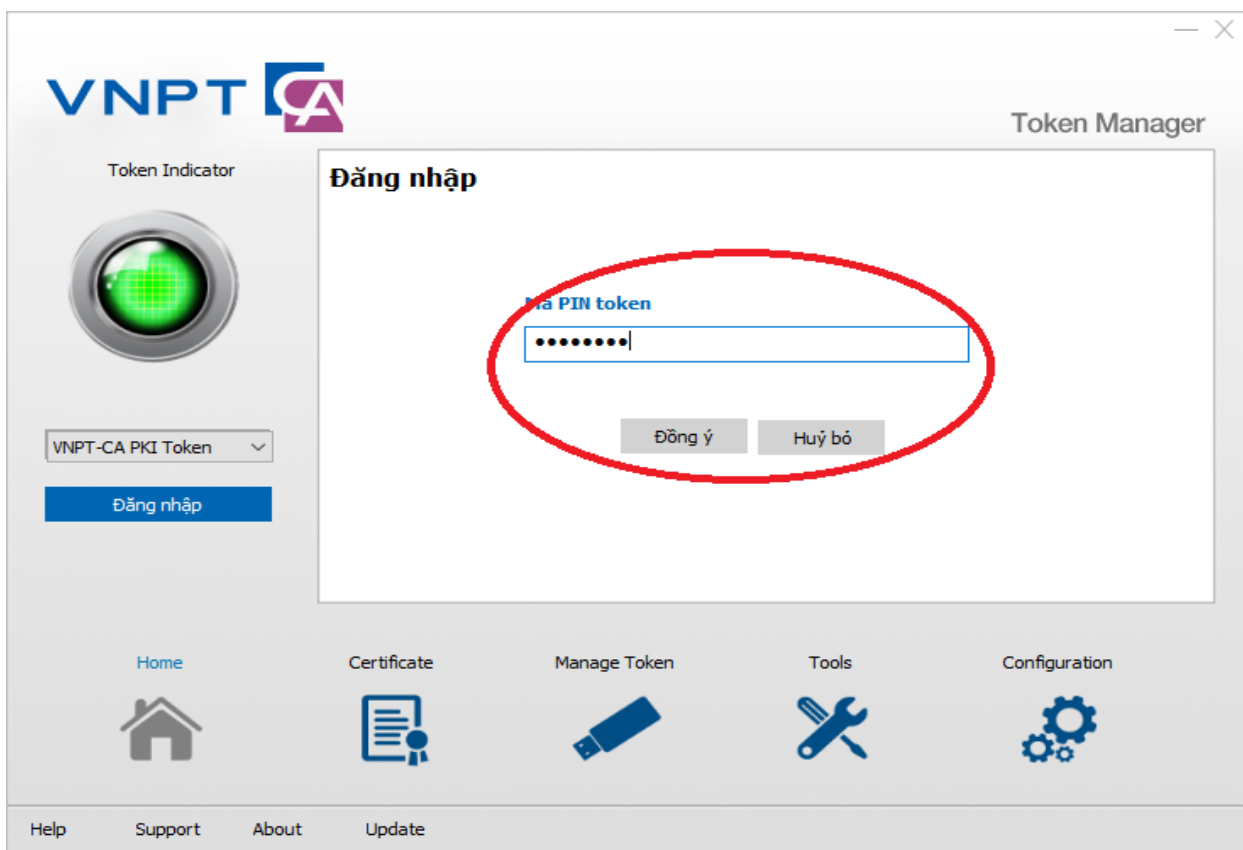 VNPT CA
Token Manager
Token Indicator
Đăng nhập
Mã PIN token
••••••••
Đồng ý
Huỷ bỏ
VNPT-CA PKI Token
Đăng nhập
Home
Certificate
Manage Token
Tools
Configuration
Help
Support
About
Update